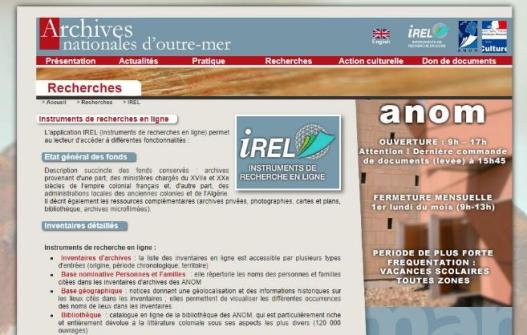 Archives
nationales d'outre-mer
English
iREL
INSTRUMENTS DE
RECHERCHE EN LIGNE
ANOM
Culture
Présentation Actualités Pratique Recherches Action culturelle Don de documents
Recherches
> Accueil > Recherches > IREL
Instruments de recherches en ligne
L'application IREL (Instruments de recherches en ligne) permet
au lecteur d'accéder à différentes fonctionnalités :
Etat général des fonds
Description succincte des fonds conservés : archives
provenant d'une part, des ministères chargés du XVIIe et XXe
siècles de l'empire colonial français et, d'autre part, des
administrations locales des anciennes colonies et de l'Algérie.
Il décrit également les ressources complémentaires (archives privées, photographies, cartes et plans,
bibliothèque, archives microfilmées).
iREL
INSTRUMENTS DE
RECHERCHE EN LIGNE
Inventaires détaillés
Instruments de recherche en ligne :
Inventaires d'archives : la liste des inventaires en ligne est accessible par plusieurs types
d'entrées (origine, période chronologique, territoire)
Base nominative Personnes et Familles : elle répertorie les noms des personnes et familles
citées dans les inventaires d'archives des ANOM
Base géographique : notices donnant une géolocalisation et des informations historiques sur
les lieux cités dans les inventaires ; elles permettent de visualiser les différentes occurrences
des noms de lieux dans les inventaires.
Bibliothèque : catalogue en ligne de la bibliothèque des ANOM, qui est particulièrement riche
et entièrement dévolue à la littérature coloniale sous ses aspects les plus divers (120 000
ouvrages)
anom
OUVERTURE : 9h - 17h
Attention ! Dernière commande
de documents (levée) à 15h45
FERMETURE MENSUELLE
1er lundi du mois (9h-13h)
PERIODE DE PLUS FORTE
FREQUENTATION :
VACANCES SCOLAIRES
TOUTES ZONES